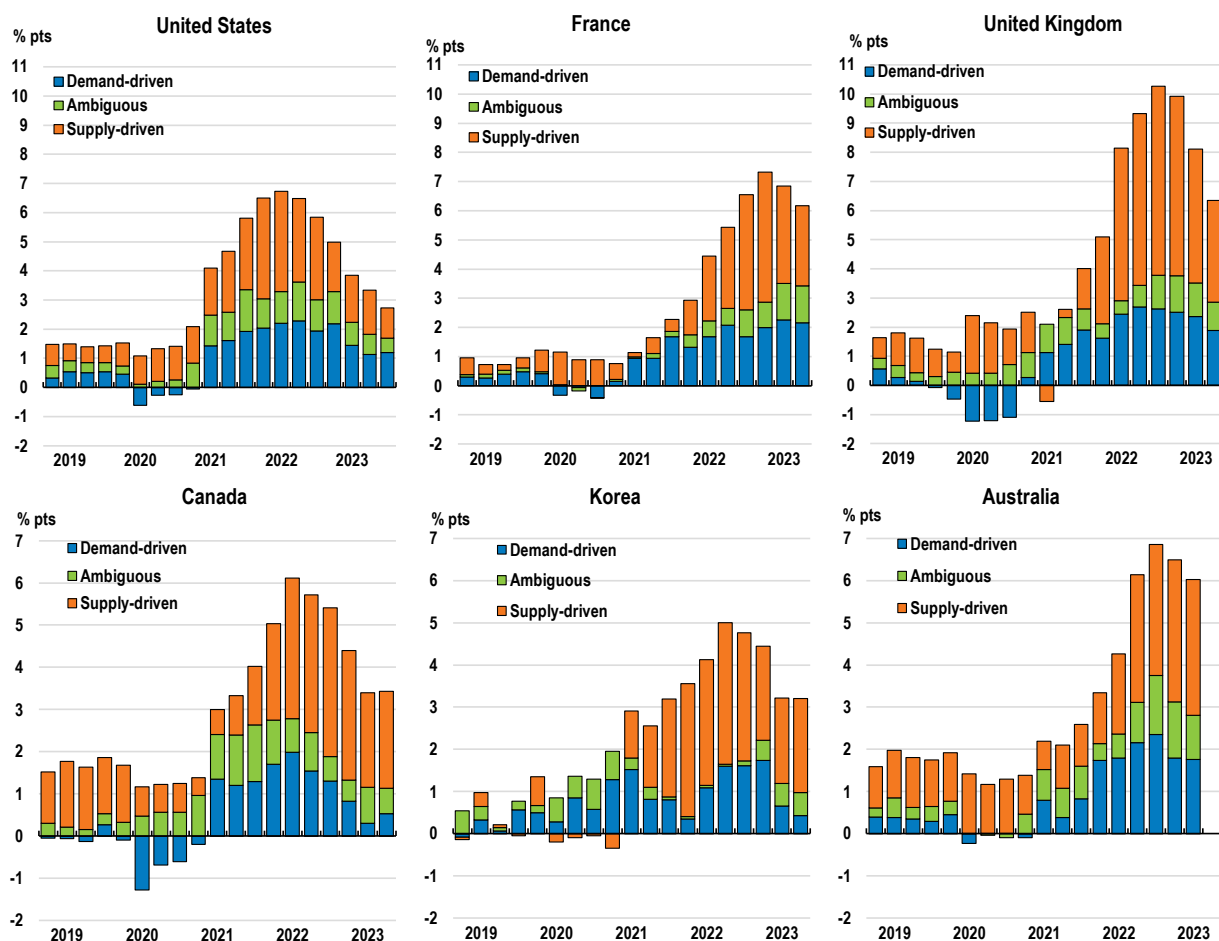 United States
% pts
11
10
9
8
7
6
5
4
3
2
1
0
-1
-2
Demand-driven
Ambiguous
Supply-driven
2019 2020 2021 2022 2023
France
% pts
11
10
9
8
7
6
5
4
3
2
1
0
-1
-2
Demand-driven
Ambiguous
Supply-driven
2019 2020 2021 2022 2023
United Kingdom
% pts
11
10
9
8
7
6
5
4
3
2
1
0
-1
-2
Demand-driven
Ambiguous
Supply-driven
2019 2020 2021 2022 2023
Canada
% pts
7
6
5
4
3
2
1
0
-1
-2
Demand-driven
Ambiguous
Supply-driven
2019 2020 2021 2022 2023
Korea
% pts
7
6
5
4
3
2
1
0
-1
-2
Demand-driven
Ambiguous
Supply-driven
2019 2020 2021 2022 2023
Australia
% pts
7
6
5
4
3
2
1
0
-1
-2
Demand-driven
Ambiguous
Supply-driven
2019 2020 2021 2022 2023